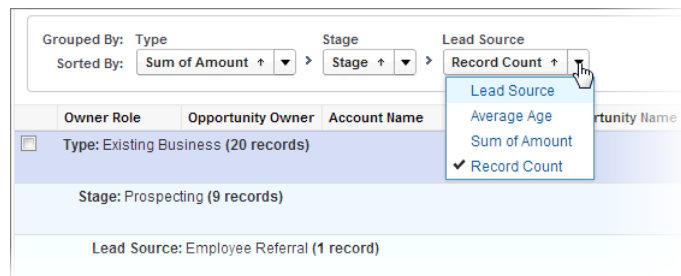 Grouped By: Type Stage Lead Source
Sorted By: Sum of Amount ↑ > Stage ↑ > Record Count ↑
Lead Source
Average Age
Sum of Amount
✔ Record Count
Owner Role Opportunity Owner Account Name rtunity Name
Type: Existing Business (20 records)
Stage: Prospecting (9 records)
Lead Source: Employee Referral (1 record)